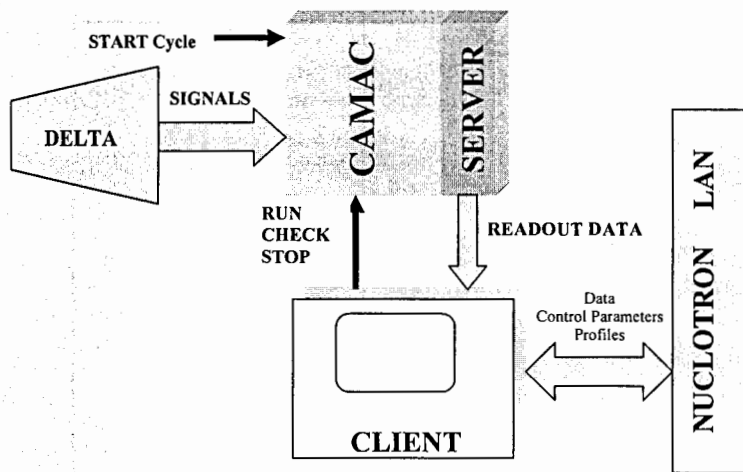 START Cycle
SIGNALS
DELTA
CAMAC
SERVER
RUN
CHECK
STOP
READOUT DATA
Data
Control Parameters
Profiles
CLIENT
NUCLOTRON LAN